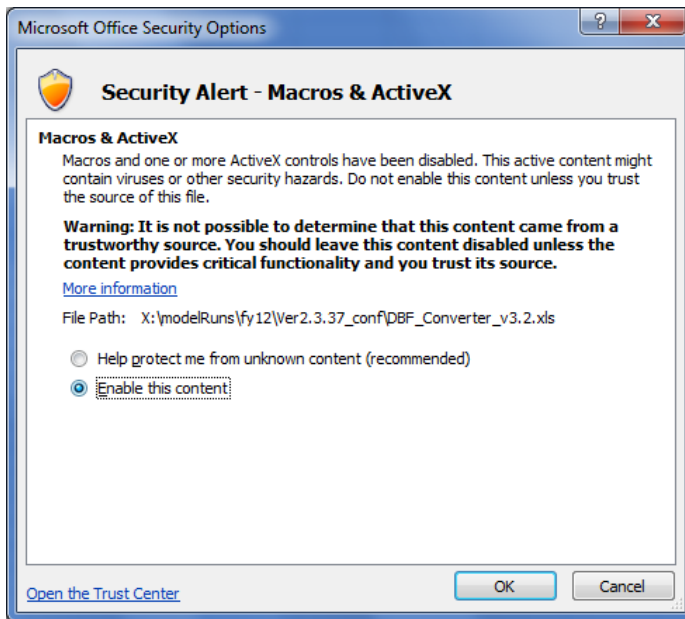 Microsoft Office Security Options
?
X
Security Alert - Macros & ActiveX
Macros & ActiveX
Macros and one or more ActiveX controls have been disabled. This active content might
contain viruses or other security hazards. Do not enable this content unless you trust
the source of this file.
Warning: It is not possible to determine that this content came from a
trustworthy source. You should leave this content disabled unless the
content provides critical functionality and you trust its source.
More information
File Path: X:\modelRuns\fy12\Ver2.3.37_conf\DBF_Converter_v3.2.xls
Help protect me from unknown content (recommended)
Enable this content
Open the Trust Center
OK
Cancel